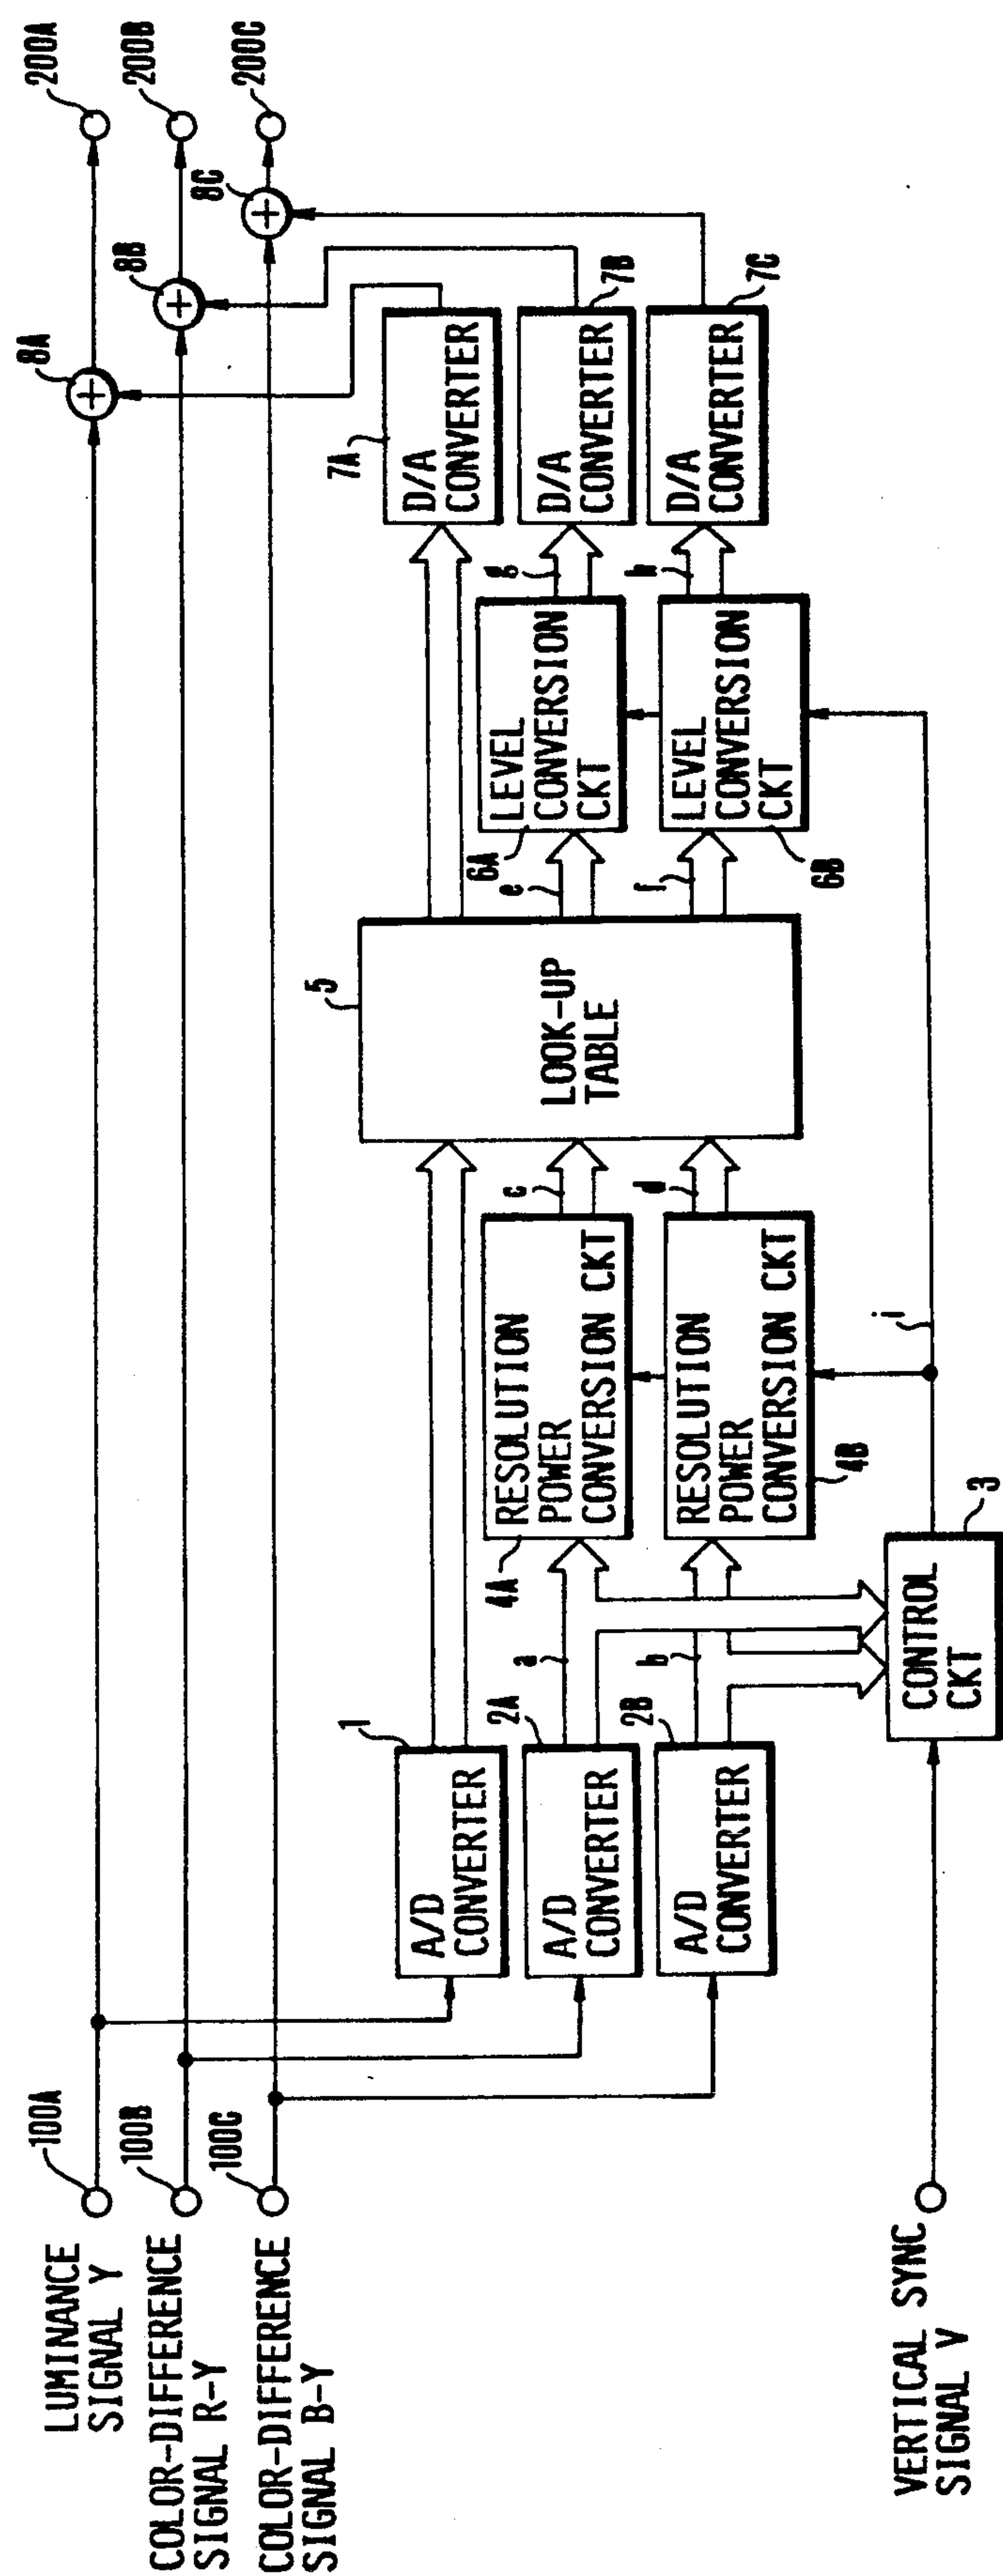 LUMINANCE
SIGNAL Y
100A
8A
200A
COLOR-DIFFERENCE
SIGNAL R-Y
100B
8B
200B
COLOR-DIFFERENCE
SIGNAL B-Y
100C
8C
200C
1
A/D
CONVERTER
2A
A/D
CONVERTER
2B
A/D
CONVERTER
a
b
4A
RESOLUTION
POWER
CONVERSION CKT
RESOLUTION
POWER
CONVERSION CKT
4B
c
d
5
LOOK-UP
TABLE
e
f
6A
LEVEL
CONVERSION
CKT
LEVEL
CONVERSION
CKT
6B
g
h
7A
D/A
CONVERTER
7B
D/A
CONVERTER
7C
D/A
CONVERTER
VERTICAL SYNC
SIGNAL V
CONTROL
CKT
3
i